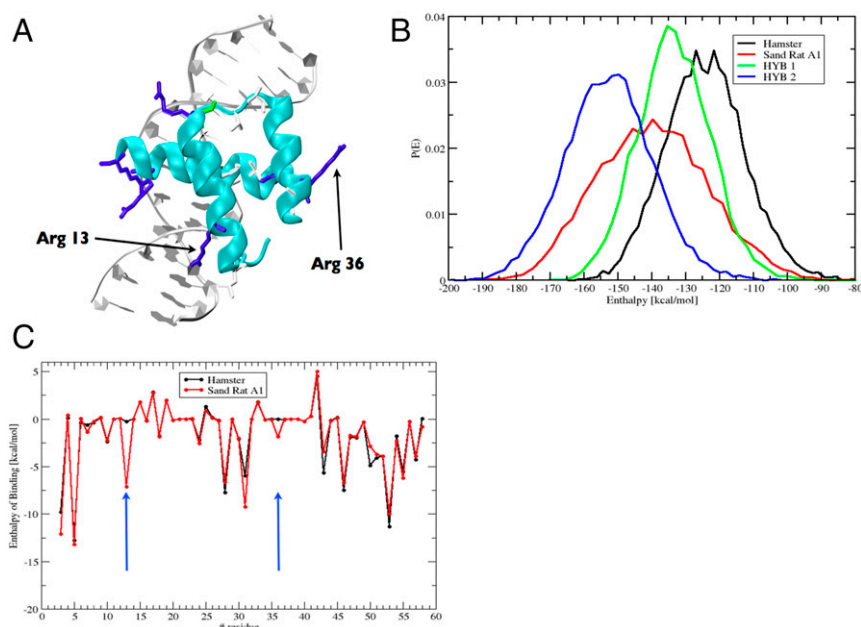 A
Arg 13
Arg 36
B
0.04
0.03
0.02
0.01
0
P(E)
Hamster
Sand Rat A1
HYB 1
HYB 2
-200 -190 -180 -170 -160 -150 -140 -130 -120 -110 -100 -90 -80
Enthalpy [kcal/mol]
C
5
0
-5
-10
-15
-20
Enthalpy of Binding [kcal/mol]
Hamster
Sand Rat A1
0 5 10 15 20 25 30 35 40 45 50 55 60
# residue